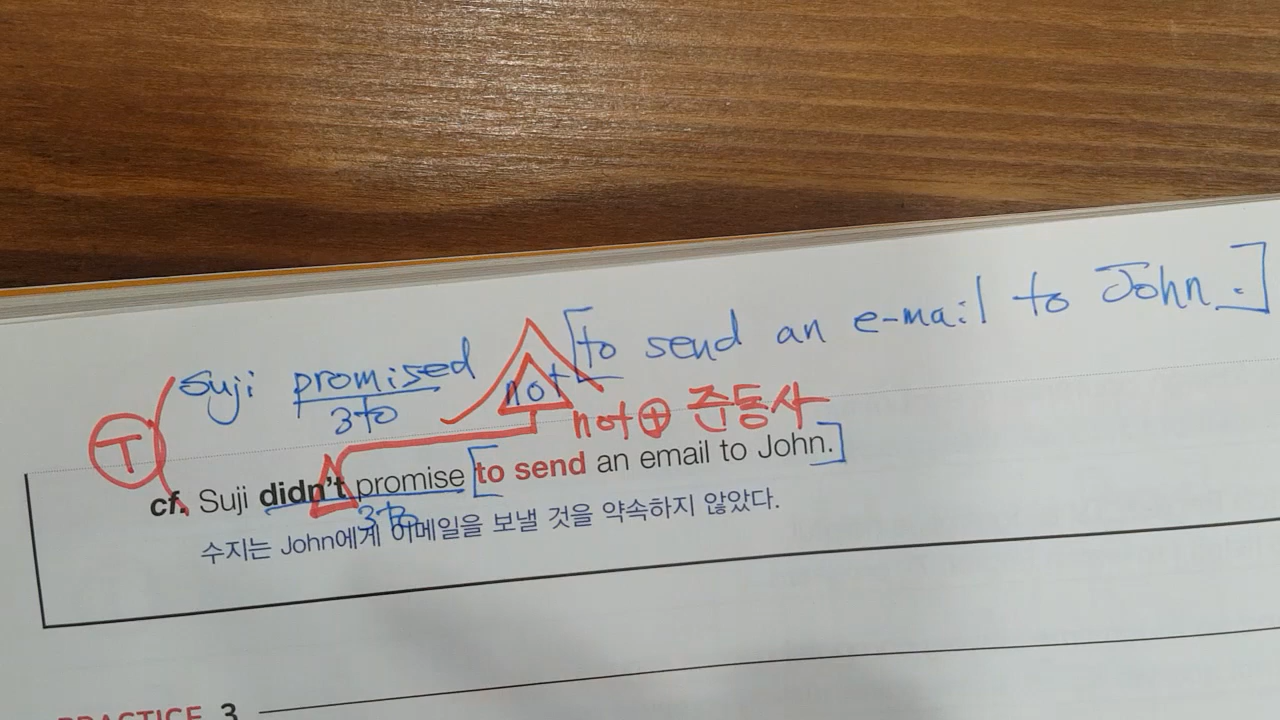 Suji promised not [to send an e-mail to John.]
3to
T
not ⊕ 준동사
cf. Suji didn't promise [to send an email to John.]
3to
수지는 John에게 이메일을 보낼 것을 약속하지 않았다.
PRACTICE 3